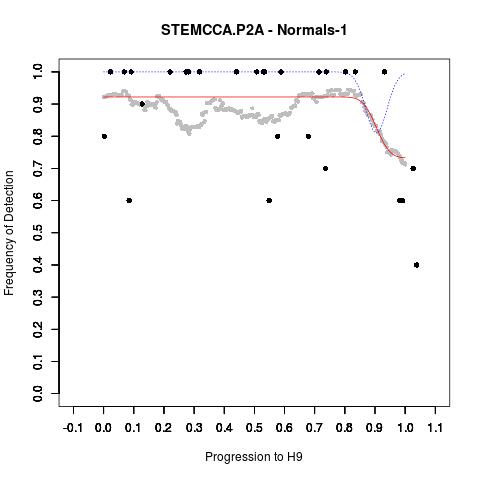 STEMCCA.P2A - Normals-1
Frequency of Detection
1.0
0.9
0.8
0.7
0.6
0.5
0.4
0.3
0.2
0.1
0.0
-0.1 0.0 0.1 0.2 0.3 0.4 0.5 0.6 0.7 0.8 0.9 1.0 1.1
Progression to H9